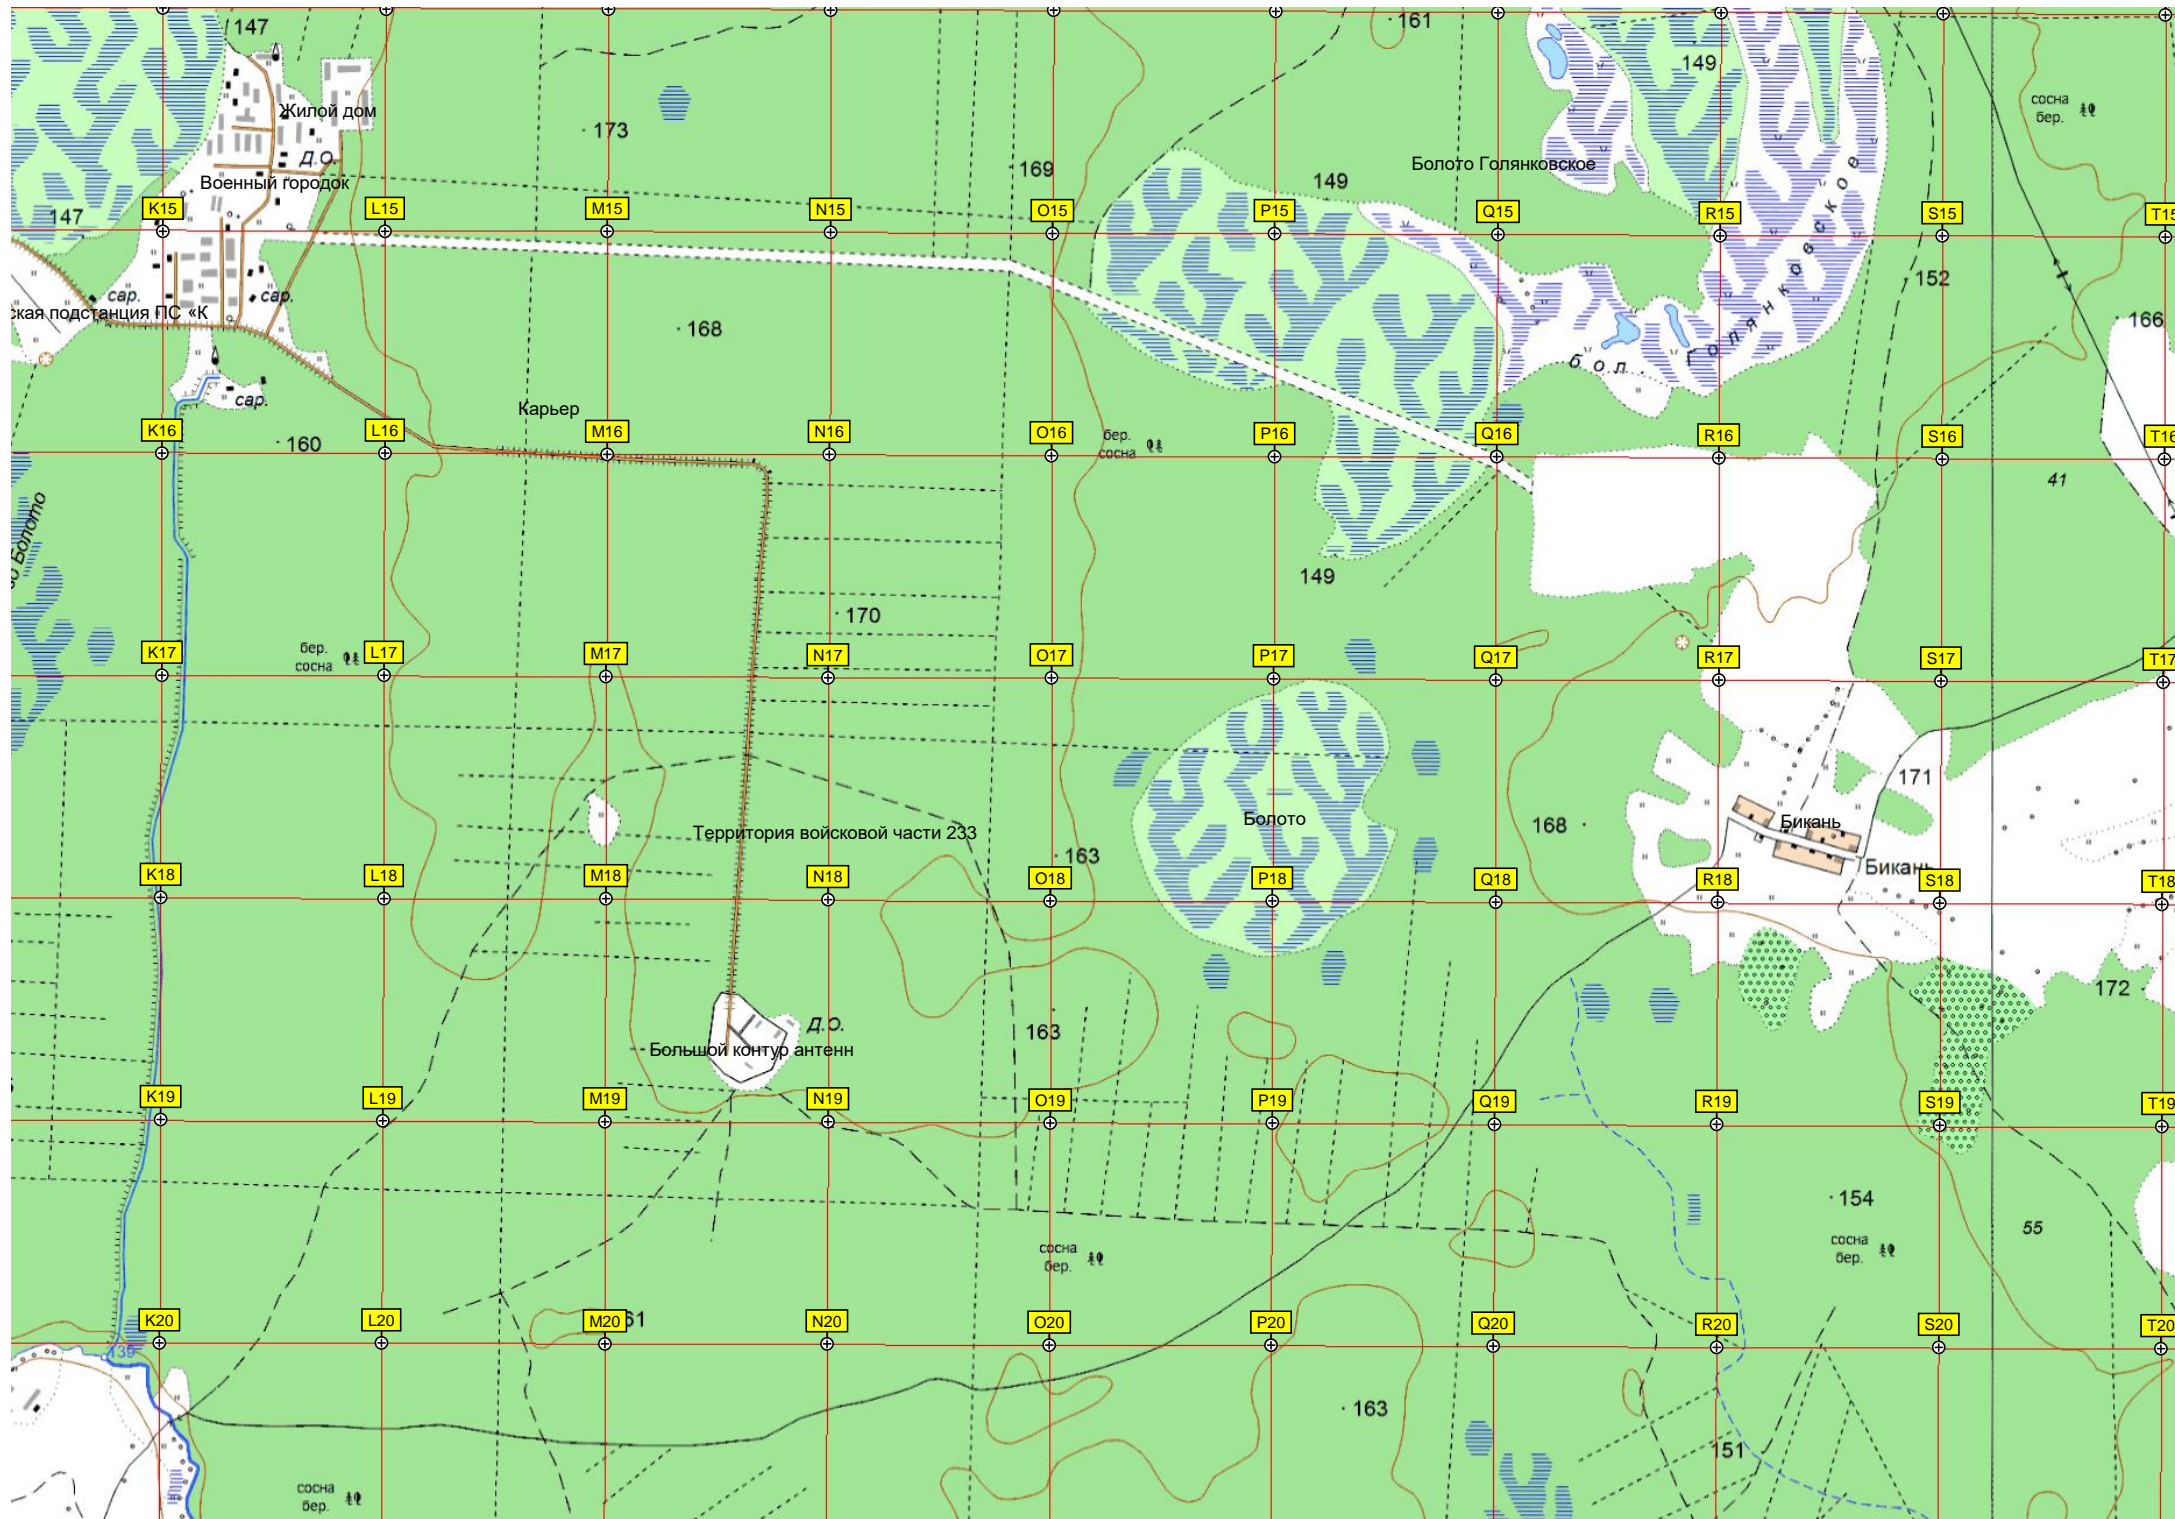 147
161
149
сосна
бер.
Жилой дом
173
Д.О.
169
149
Болото Голянковское
Военный городок
147
K15
L15
M15
N15
O15
P15
Q15
R15
S15
T15
Голянковское
152
сар.
сар.
ская подстанция ПС «К
168
166
бол.
сар.
Карьер
K16
L16
M16
N16
O16
P16
Q16
R16
S16
T16
160
бер.
сосна
41
Болото
149
170
бер.
сосна
K17
L17
M17
N17
O17
P17
Q17
R17
S17
T17
171
Территория войсковой части 233
Болото
168
Бикань
163
Бикань
K18
L18
M18
N18
O18
P18
Q18
R18
S18
T18
172
Д.О.
163
Большой контур антенн
K19
L19
M19
N19
O19
P19
Q19
R19
S19
T19
154
55
сосна
бер.
сосна
бер.
K20
L20
M20
61
N20
O20
P20
Q20
R20
S20
T20
139
163
151
сосна
бер.